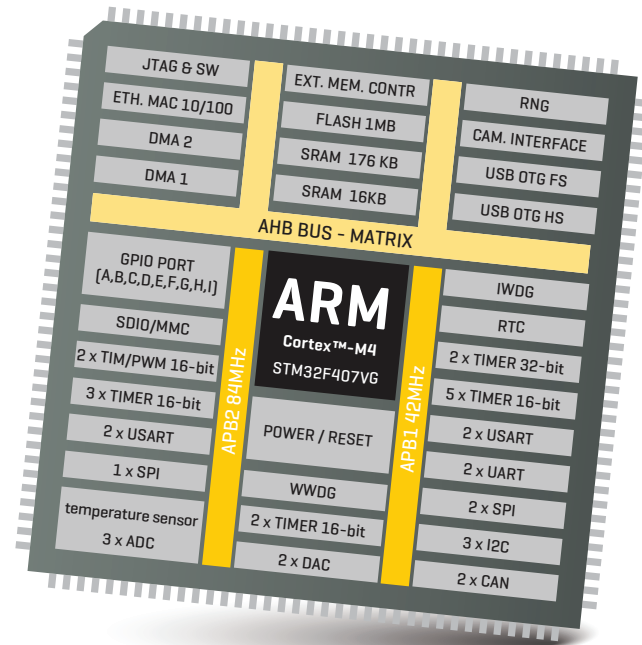 JTAG & SW
ETH. MAC 10/100
DMA 2
DMA 1
EXT. MEM. CONTR
FLASH 1MB
SRAM 176 KB
SRAM 16KB
RNG
CAM. INTERFACE
USB OTG FS
USB OTG HS
AHB BUS - MATRIX
GPIO PORT
(A,B,C,D,E,F,G,H,I)
SDIO/MMC
2 x TIM/PWM 16-bit
3 x TIMER 16-bit
2 x USART
1 x SPI
temperature sensor
3 x ADC
APB2 84MHz
ARM
Cortex™-M4
STM32F407VG
POWER / RESET
WWDG
2 x TIMER 16-bit
2 x DAC
APB1 42MHz
IWDG
RTC
2 x TIMER 32-bit
5 x TIMER 16-bit
2 x USART
2 x UART
2 x SPI
3 x I2C
2 x CAN